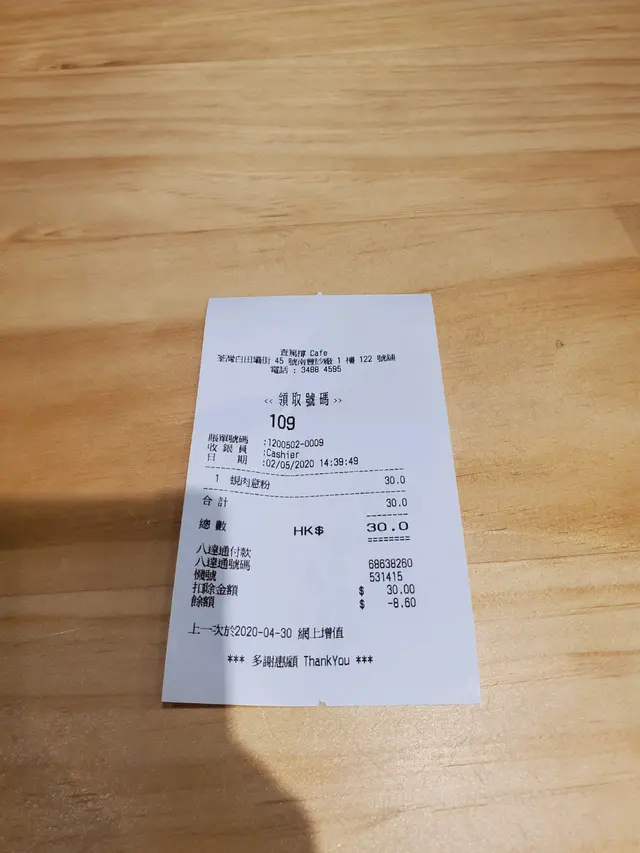 查篤撐 Cafe
荃灣白田壩街 45 號南豐紗廠 1 樓 122 號舖
電話 : 3488 4595
<< 領取號碼 >>
109
賬單號碼 :1200502-0009
收銀員 :Cashier
日 期 :02/05/2020 14:39:49
1 蜆肉意粉 30.0
合計 30.0
總數 HK$ 30.0
八達通付款
八達通號碼 68638260
機號 531415
扣除金額 $ 30.00
餘額 $ -8.60
上一次於2020-04-30 網上增值
*** 多謝惠顧 ThankYou ***